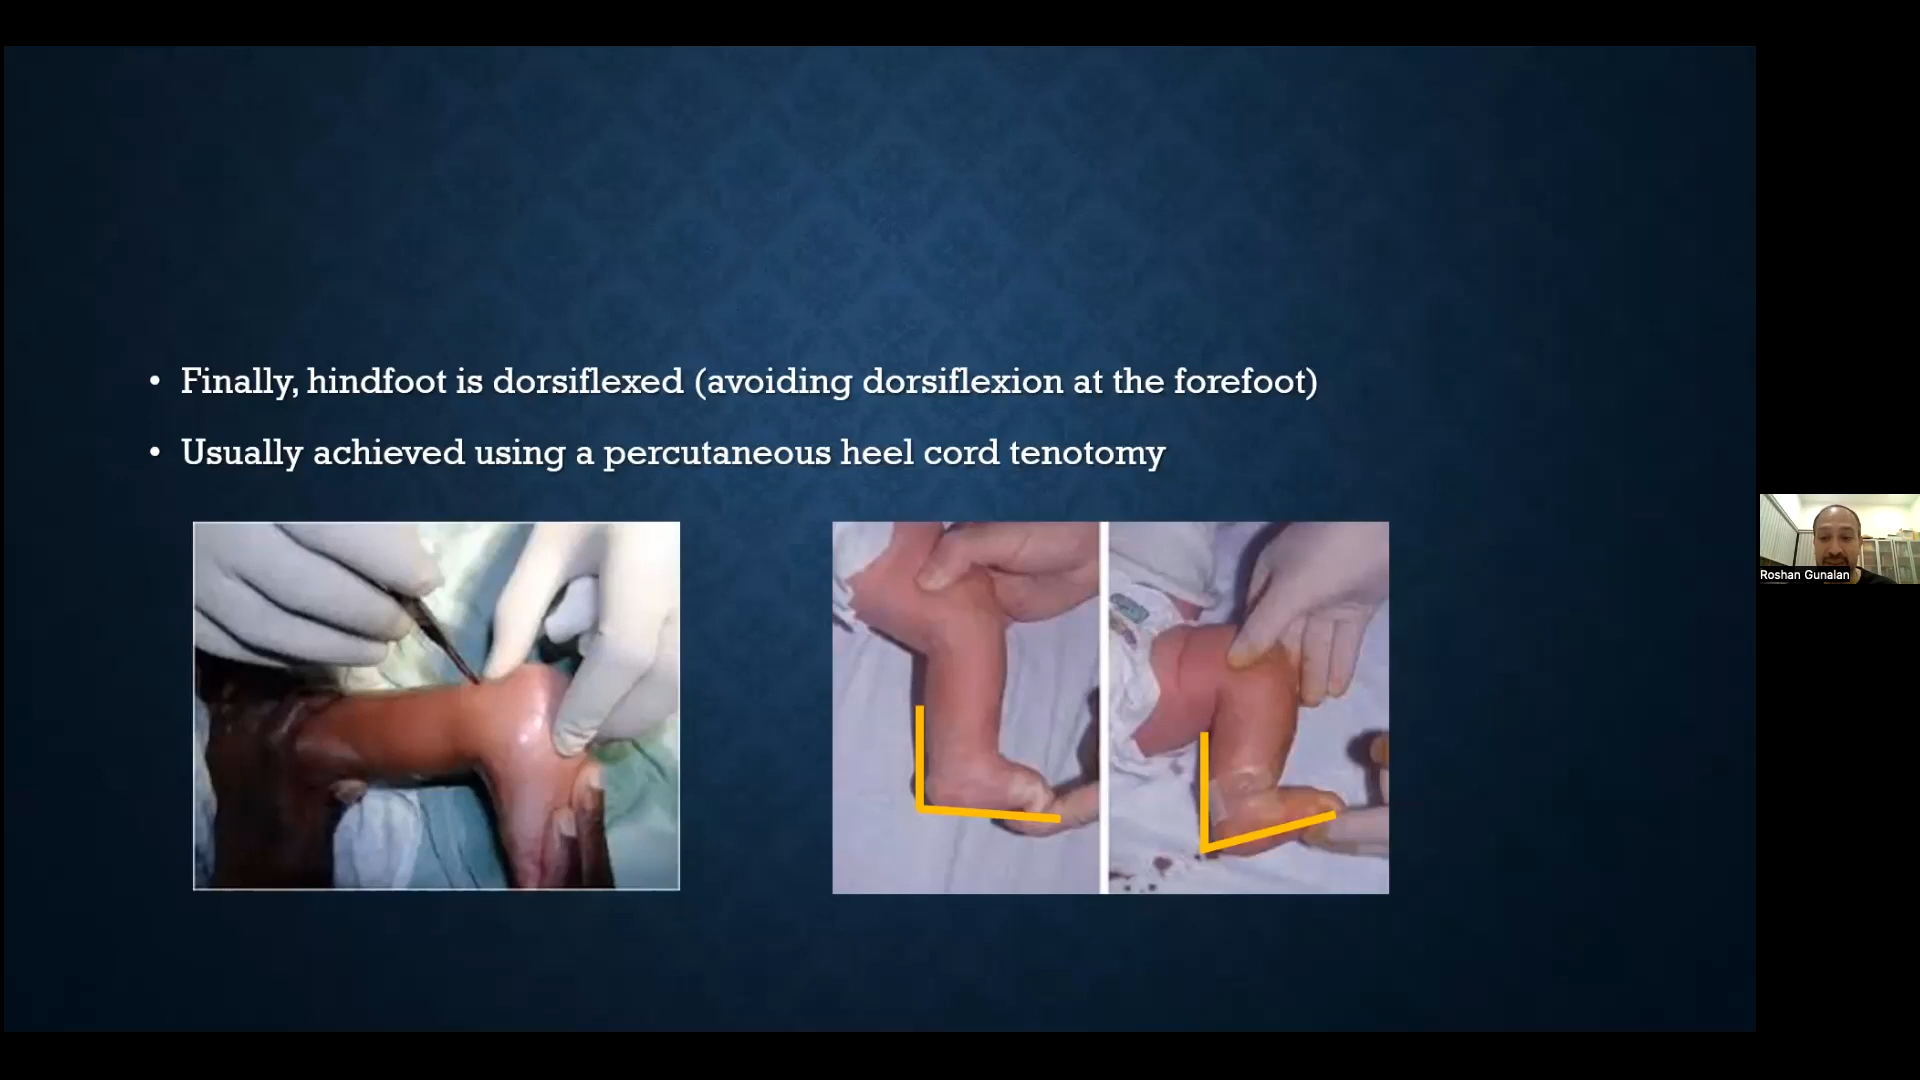 • Finally, hindfoot is dorsiflexed (avoiding dorsiflexion at the forefoot)
• Usually achieved using a percutaneous heel cord tenotomy
Roshan Gunalan